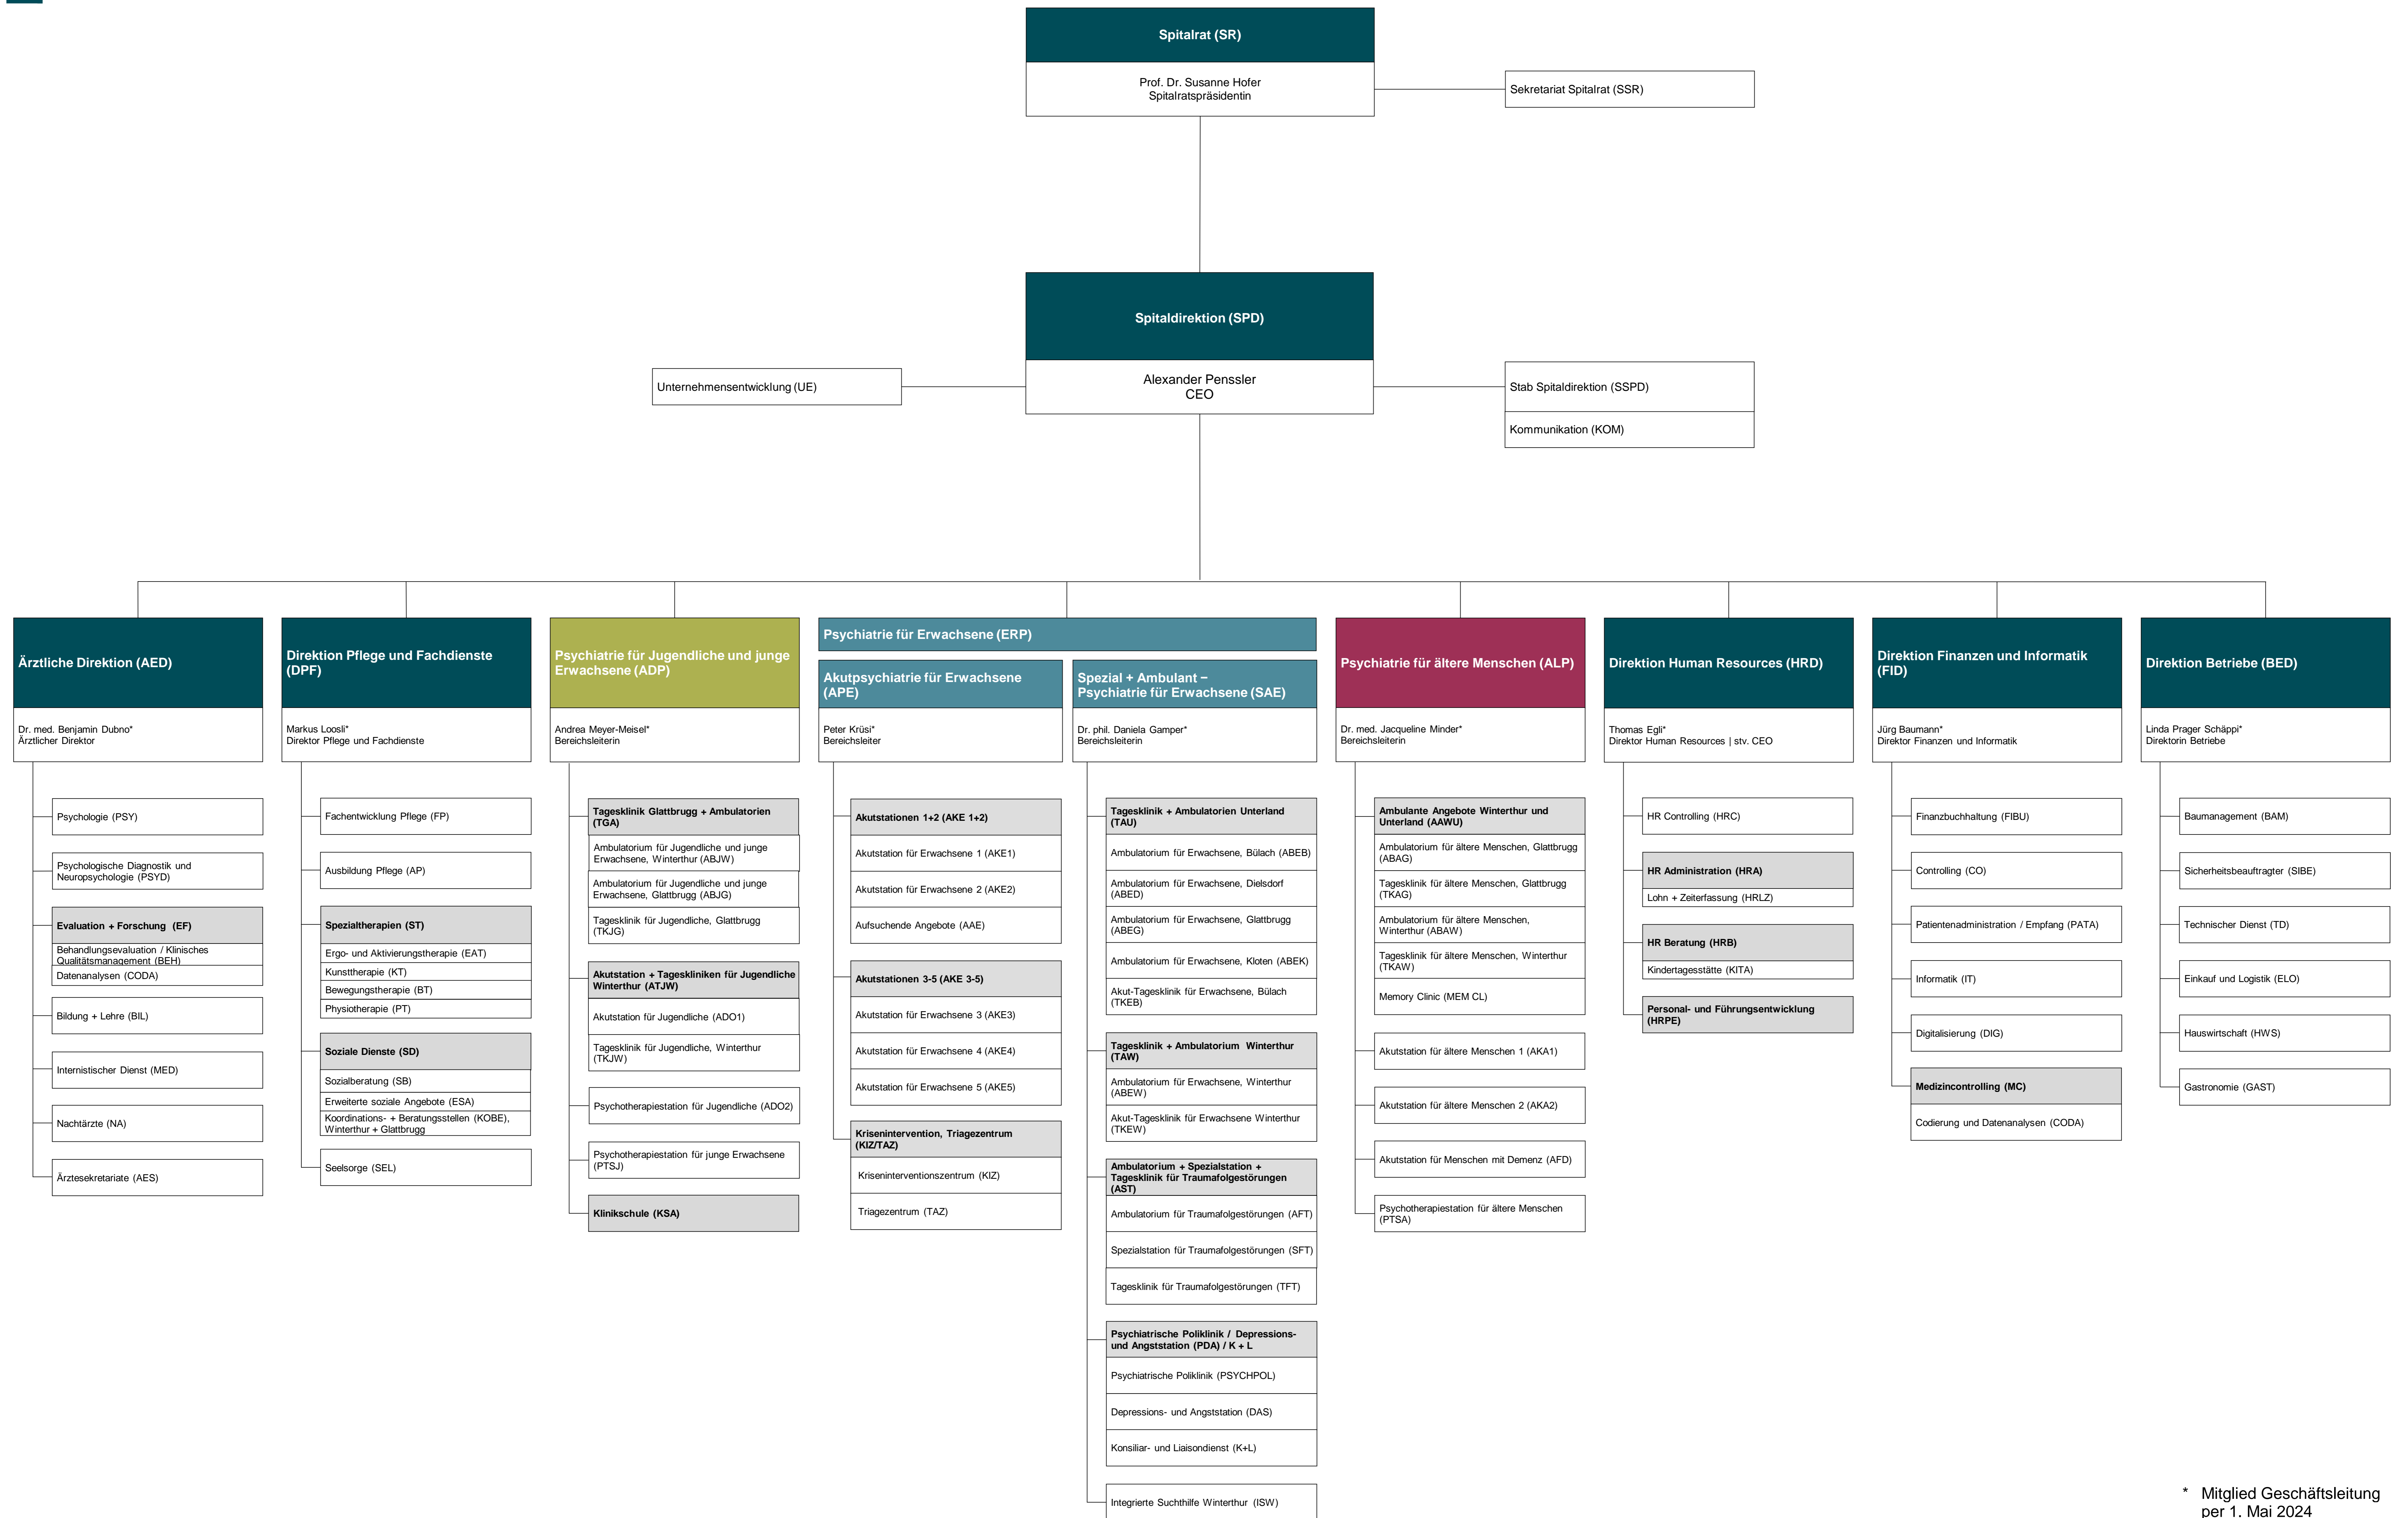 Spitalrat (SR)
Prof. Dr. Susanne Hofer
Spitalratspräsidentin
Sekretariat Spitalrat (SSR)
Spitaldirektion (SPD)
Alexander Penssler
CEO
Unternehmensentwicklung (UE)
Stab Spitaldirektion (SSPD)
Kommunikation (KOM)
Ärztliche Direktion (AED)
Dr. med. Benjamin Dubno*
Ärztlicher Direktor
Psychologie (PSY)
Psychologische Diagnostik und
Neuropsychologie (PSYD)
Evaluation + Forschung (EF)
Behandlungsevaluation / Klinisches
Qualitätsmanagement (BEH)
Datenanalysen (CODA)
Bildung + Lehre (BIL)
Internistischer Dienst (MED)
Nachtärzte (NA)
Ärztesekretariate (AES)
Direktion Pflege und Fachdienste
(DPF)
Markus Loosli*
Direktor Pflege und Fachdienste
Fachentwicklung Pflege (FP)
Ausbildung Pflege (AP)
Spezialtherapien (ST)
Ergo- und Aktivierungstherapie (EAT)
Kunsttherapie (KT)
Bewegungstherapie (BT)
Physiotherapie (PT)
Soziale Dienste (SD)
Sozialberatung (SB)
Erweiterte soziale Angebote (ESA)
Koordinations- + Beratungsstellen (KOBE),
Winterthur + Glattbrugg
Seelsorge (SEL)
Psychiatrie für Jugendliche und junge
Erwachsene (ADP)
Andrea Meyer-Meisel*
Bereichsleiterin
Tagesklinik Glattbrugg + Ambulatorien
(TGA)
Ambulatorium für Jugendliche und junge
Erwachsene, Winterthur (ABJW)
Ambulatorium für Jugendliche und junge
Erwachsene, Glattbrugg (ABJG)
Tagesklinik für Jugendliche, Glattbrugg
(TKJG)
Akutstation + Tageskliniken für Jugendliche
Winterthur (ATJW)
Akutstation für Jugendliche (ADO1)
Tagesklinik für Jugendliche, Winterthur
(TKJW)
Psychotherapiestation für Jugendliche (ADO2)
Psychotherapiestation für junge Erwachsene
(PTSJ)
Klinikschule (KSA)
Psychiatrie für Erwachsene (ERP)
Akutpsychiatrie für Erwachsene
(APE)
Peter Krüsi*
Bereichsleiter
Akutstationen 1+2 (AKE 1+2)
Akutstation für Erwachsene 1 (AKE1)
Akutstation für Erwachsene 2 (AKE2)
Aufsuchende Angebote (AAE)
Akutstationen 3-5 (AKE 3-5)
Akutstation für Erwachsene 3 (AKE3)
Akutstation für Erwachsene 4 (AKE4)
Akutstation für Erwachsene 5 (AKE5)
Krisenintervention, Triagezentrum
(KIZ/TAZ)
Kriseninterventionszentrum (KIZ)
Triagezentrum (TAZ)
Spezial + Ambulant –
Psychiatrie für Erwachsene (SAE)
Dr. phil. Daniela Gamper*
Bereichsleiterin
Tagesklinik + Ambulatorien Unterland
(TAU)
Ambulatorium für Erwachsene, Bülach (ABEB)
Ambulatorium für Erwachsene, Dielsdorf
(ABED)
Ambulatorium für Erwachsene, Glattbrugg
(ABEG)
Ambulatorium für Erwachsene, Kloten (ABEK)
Akut-Tagesklinik für Erwachsene, Bülach
(TKEB)
Tagesklinik + Ambulatorium Winterthur
(TAW)
Ambulatorium für Erwachsene, Winterthur
(ABEW)
Akut-Tagesklinik für Erwachsene Winterthur
(TKEW)
Ambulatorium + Spezialstation +
Tagesklinik für Traumafolgestörungen
(AST)
Ambulatorium für Traumafolgestörungen (AFT)
Spezialstation für Traumafolgestörungen (SFT)
Tagesklinik für Traumafolgestörungen (TFT)
Psychiatrische Poliklinik / Depressions-
und Angststation (PDA) / K + L
Psychiatrische Poliklinik (PSYCHPOL)
Depressions- und Angststation (DAS)
Konsiliar- und Liaisondienst (K+L)
Integrierte Suchthilfe Winterthur (ISW)
Psychiatrie für ältere Menschen (ALP)
Dr. med. Jacqueline Minder*
Bereichsleiterin
Ambulante Angebote Winterthur und
Unterland (AAWU)
Ambulatorium für ältere Menschen, Glattbrugg
(ABAG)
Tagesklinik für ältere Menschen, Glattbrugg
(TKAG)
Ambulatorium für ältere Menschen,
Winterthur (ABAW)
Tagesklinik für ältere Menschen, Winterthur
(TKAW)
Memory Clinic (MEM CL)
Akutstation für ältere Menschen 1 (AKA1)
Akutstation für ältere Menschen 2 (AKA2)
Akutstation für Menschen mit Demenz (AFD)
Psychotherapiestation für ältere Menschen
(PTSA)
Direktion Human Resources (HRD)
Thomas Egli*
Direktor Human Resources | stv. CEO
HR Controlling (HRC)
HR Administration (HRA)
Lohn + Zeiterfassung (HRLZ)
HR Beratung (HRB)
Kindertagesstätte (KITA)
Personal- und Führungsentwicklung
(HRPE)
Direktion Finanzen und Informatik
(FID)
Jürg Baumann*
Direktor Finanzen und Informatik
Finanzbuchhaltung (FIBU)
Controlling (CO)
Patientenadministration / Empfang (PATA)
Informatik (IT)
Digitalisierung (DIG)
Medizincontrolling (MC)
Codierung und Datenanalysen (CODA)
Direktion Betriebe (BED)
Linda Prager Schäppi*
Direktorin Betriebe
Baumanagement (BAM)
Sicherheitsbeauftragter (SIBE)
Technischer Dienst (TD)
Einkauf und Logistik (ELO)
Hauswirtschaft (HWS)
Gastronomie (GAST)
* Mitglied Geschäftsleitung
per 1. Mai 2024